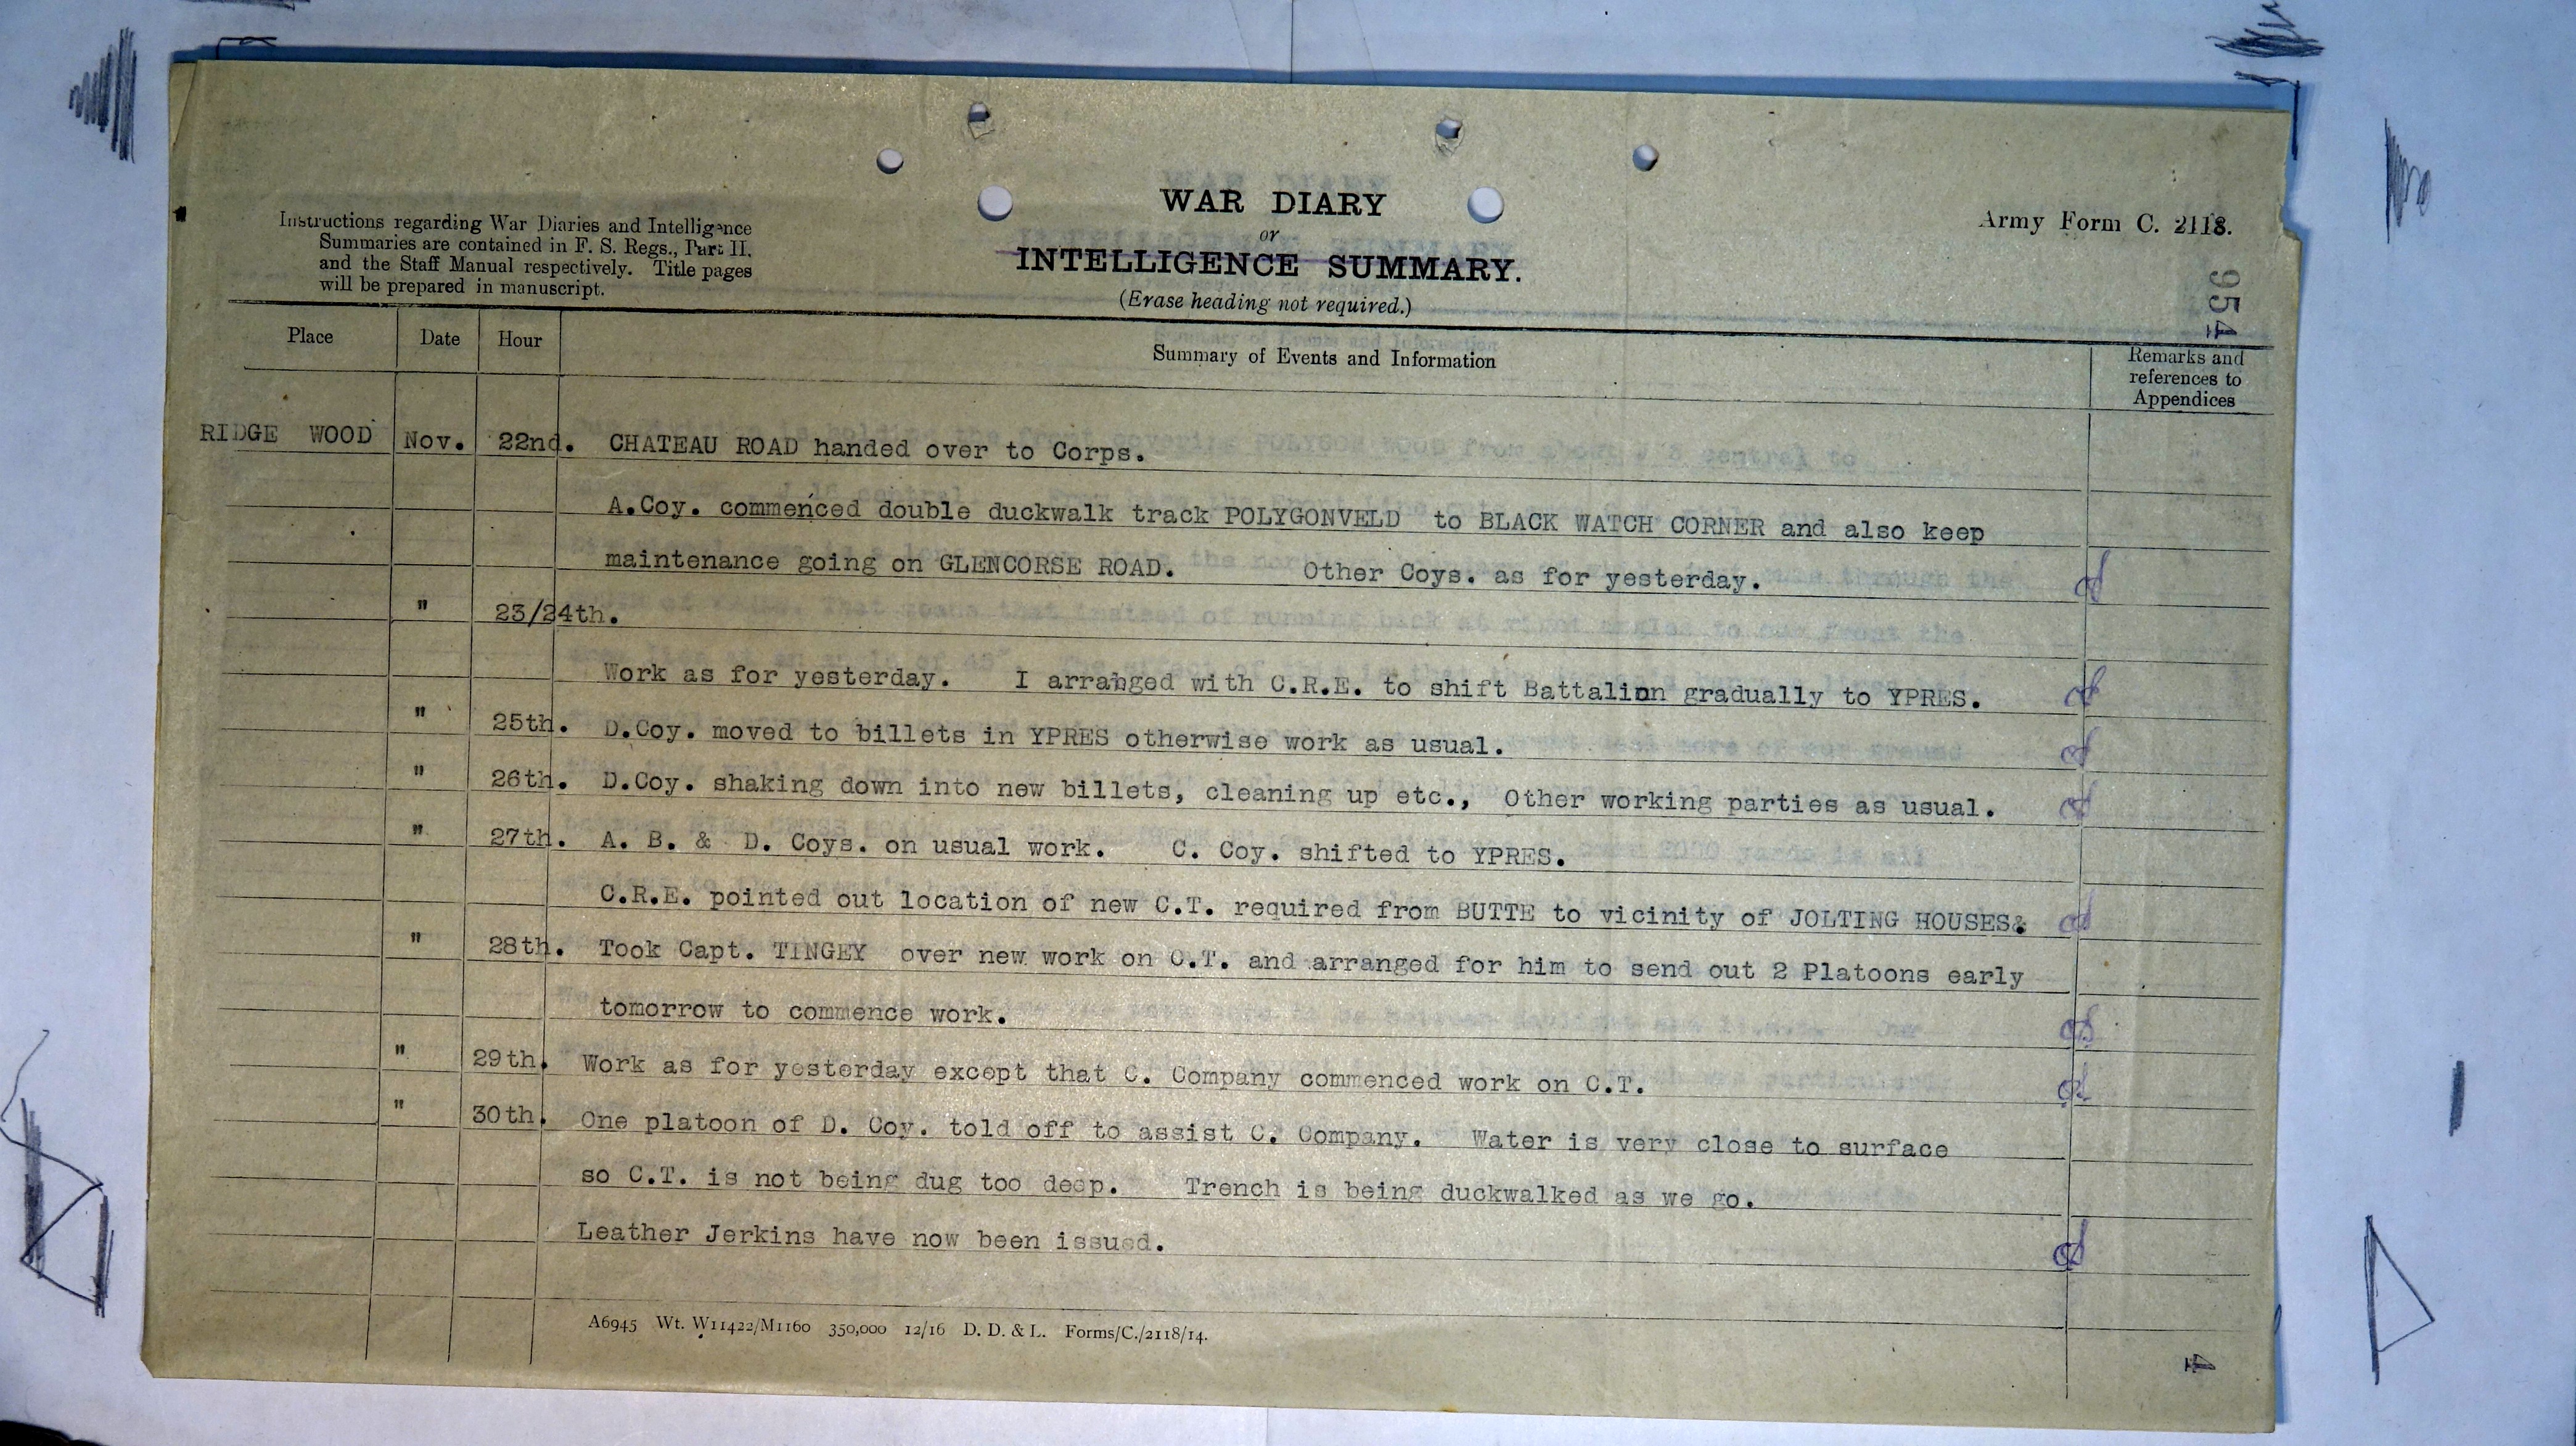 Instructions regarding War Diaries and Intelligence
Summaries are contained in F. S. Regs., Part II.
and the Staff Manual respectively. Title pages
will be prepared in manuscript.
WAR DIARY
or
INTELLIGENCE SUMMARY.
(Erase heading not required.)
Army Form C. 2118.
954
Place Date Hour Summary of Events and Information
Remarks and
references to
Appendices
RIDGE WOOD Nov. 22nd. CHATEAU ROAD handed over to Corps.
A.Coy. commenced double duckwalk track POLYGONVELD to BLACK WATCH CORNER and also keep
maintenance going on GLENCORSE ROAD. Other Coys. as for yesterday.
" 23/24th.
Work as for yesterday. I arranged with C.R.E. to shift Battalion gradually to YPRES.
" 25th. D.Coy. moved to billets in YPRES otherwise work as usual.
" 26th. D.Coy. shaking down into new billets, cleaning up etc., Other working parties as usual.
" 27th. A. B. & D. Coys. on usual work. C. Coy. shifted to YPRES.
C.R.E. pointed out location of new C.T. required from BUTTE to vicinity of JOLTING HOUSES&.
" 28th. Took Capt. TINGEY over new work on C.T. and arranged for him to send out 2 Platoons early
tomorrow to commence work.
" 29th. Work as for yesterday except that C. Company commenced work on C.T.
" 30th. One platoon of D. Coy. told off to assist C. Company. Water is very close to surface
so C.T. is not being dug too deep. Trench is being duckwalked as we go.
Leather Jerkins have now been issued.
A6945 Wt. W11422/M1160 350,000 12/16 D. D. & L. Forms/C./2118/14.
4